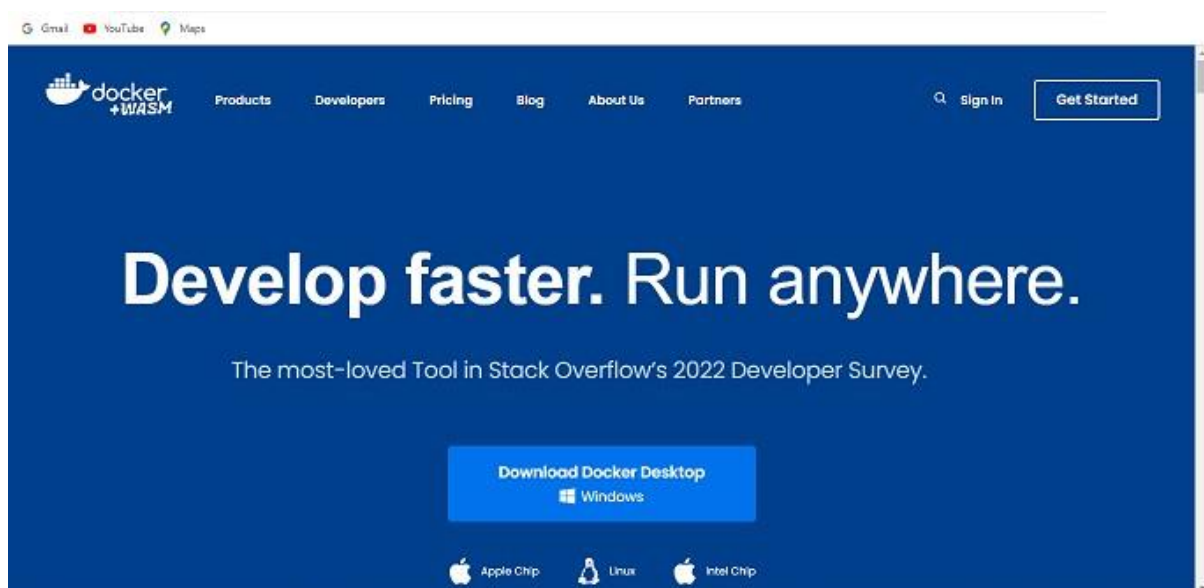 Gmail YouTube Maps
docker
+WASM
Products Developers Pricing Blog About Us Partners Sign In Get Started
Develop faster. Run anywhere.
The most-loved Tool in Stack Overflow's 2022 Developer Survey.
Download Docker Desktop
Windows
Apple Chip Linux Intel Chip